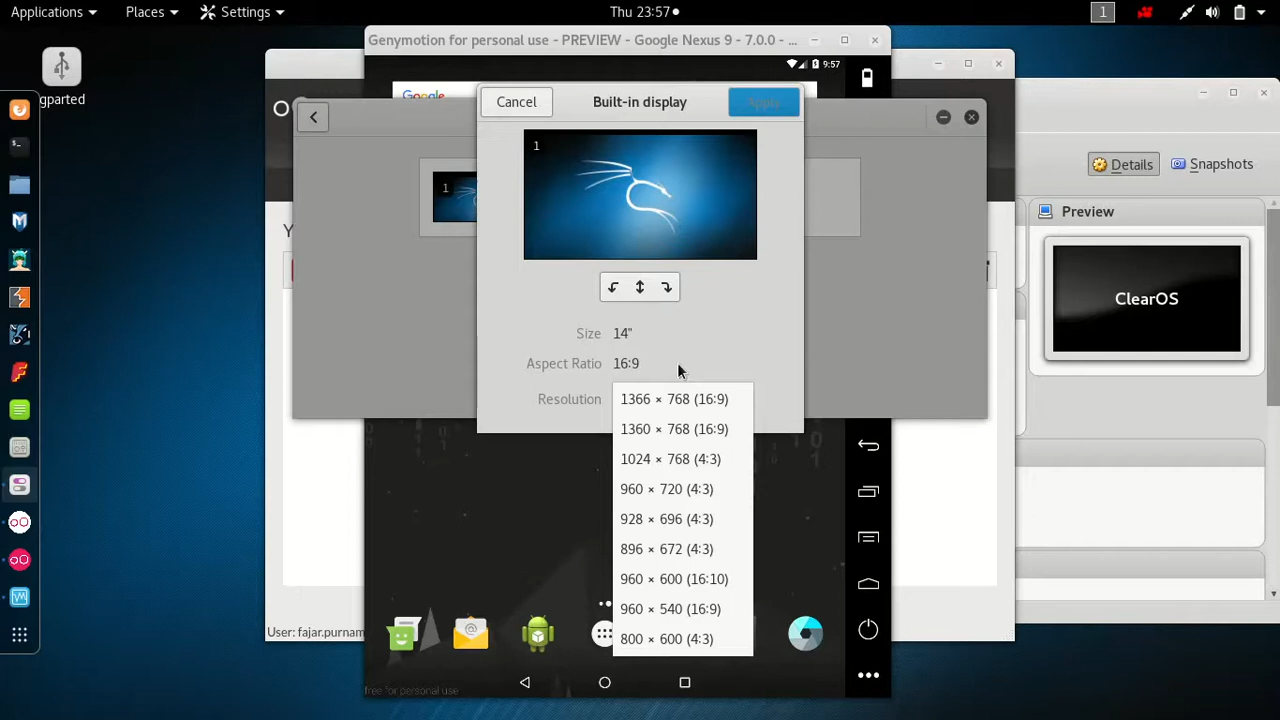 Applications Places Settings Thu 23:57 1
gparted
Genymotion for personal use - PREVIEW - Google Nexus 9 - 7.0.0 - ...
9:57
Google
Cancel Built-in display Apply
1
1
Details Snapshots
Preview
ClearOS
Y
Size 14"
Aspect Ratio 16:9
Resolution
1366 × 768 (16:9)
1360 × 768 (16:9)
1024 × 768 (4:3)
960 × 720 (4:3)
928 × 696 (4:3)
896 × 672 (4:3)
960 × 600 (16:10)
960 × 540 (16:9)
800 × 600 (4:3)
User: fajar.purnam
free for personal use